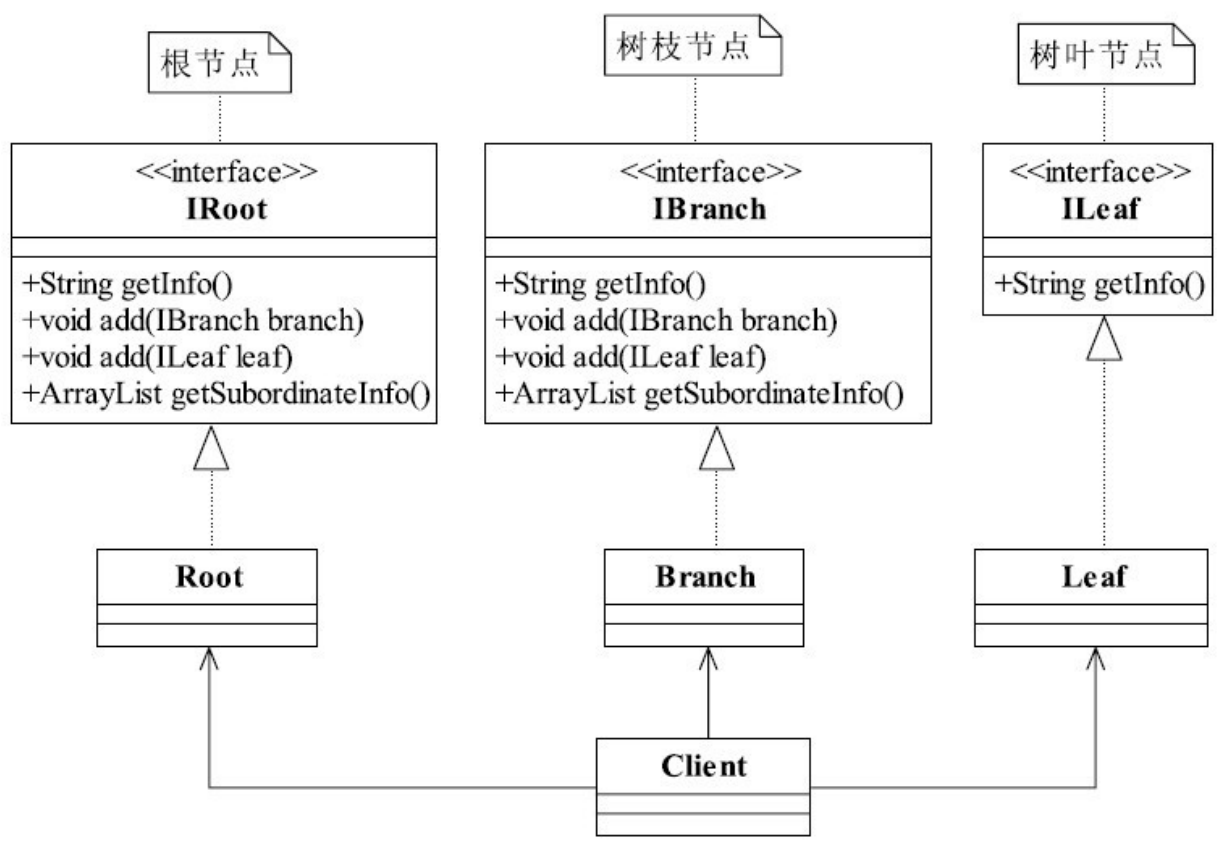 根节点
树枝节点
树叶节点
<<interface>>
IRoot
+String getInfo()
+void add(IBranch branch)
+void add(ILeaf leaf)
+ArrayList getSubordinateInfo()
<<interface>>
IBranch
+String getInfo()
+void add(IBranch branch)
+void add(ILeaf leaf)
+ArrayList getSubordinateInfo()
<<interface>>
ILeaf
+String getInfo()
Root
Branch
Leaf
Client